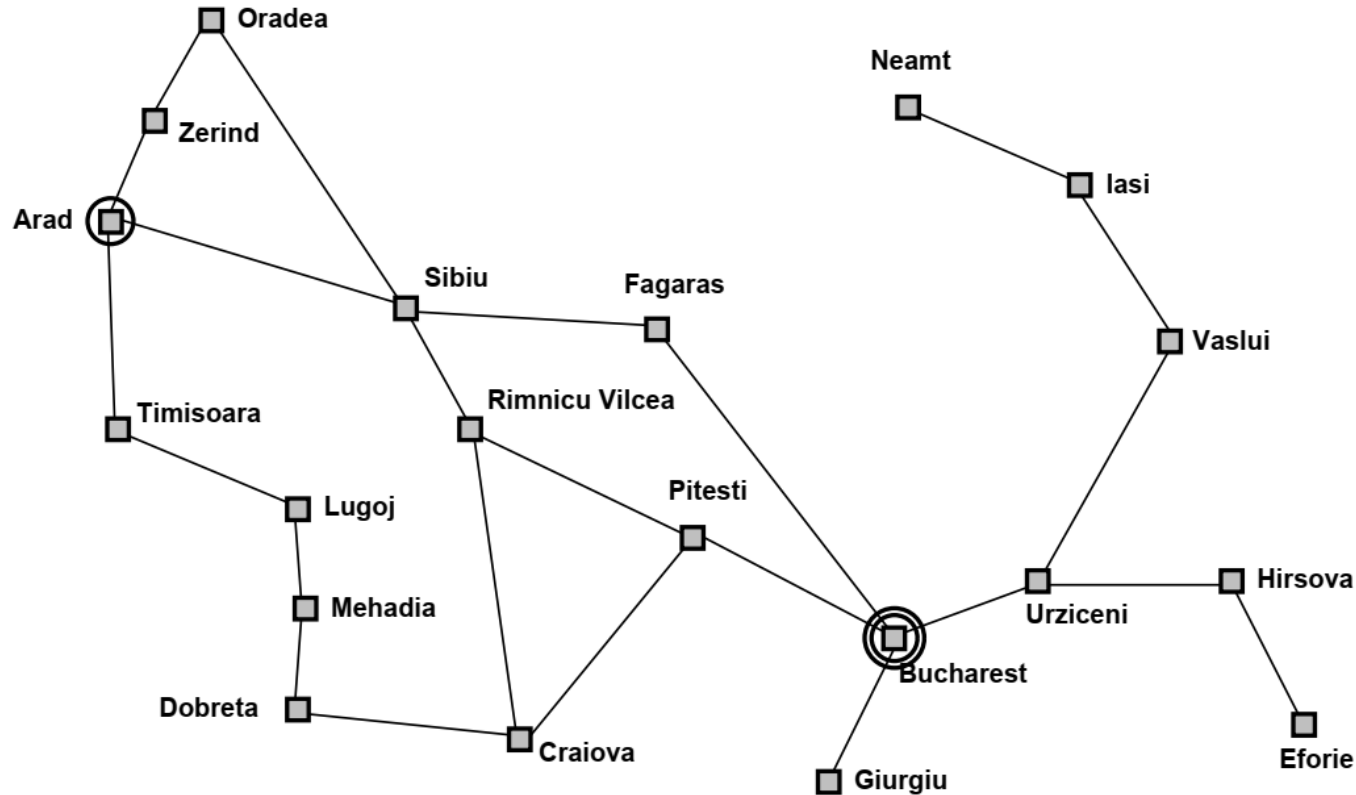 Oradea
Neamt
Zerind
Iasi
Arad
Sibiu
Fagaras
Vaslui
Rimnicu Vilcea
Timisoara
Pitesti
Lugoj
Hirsova
Mehadia
Urziceni
Bucharest
Dobreta
Craiova
Eforie
Giurgiu